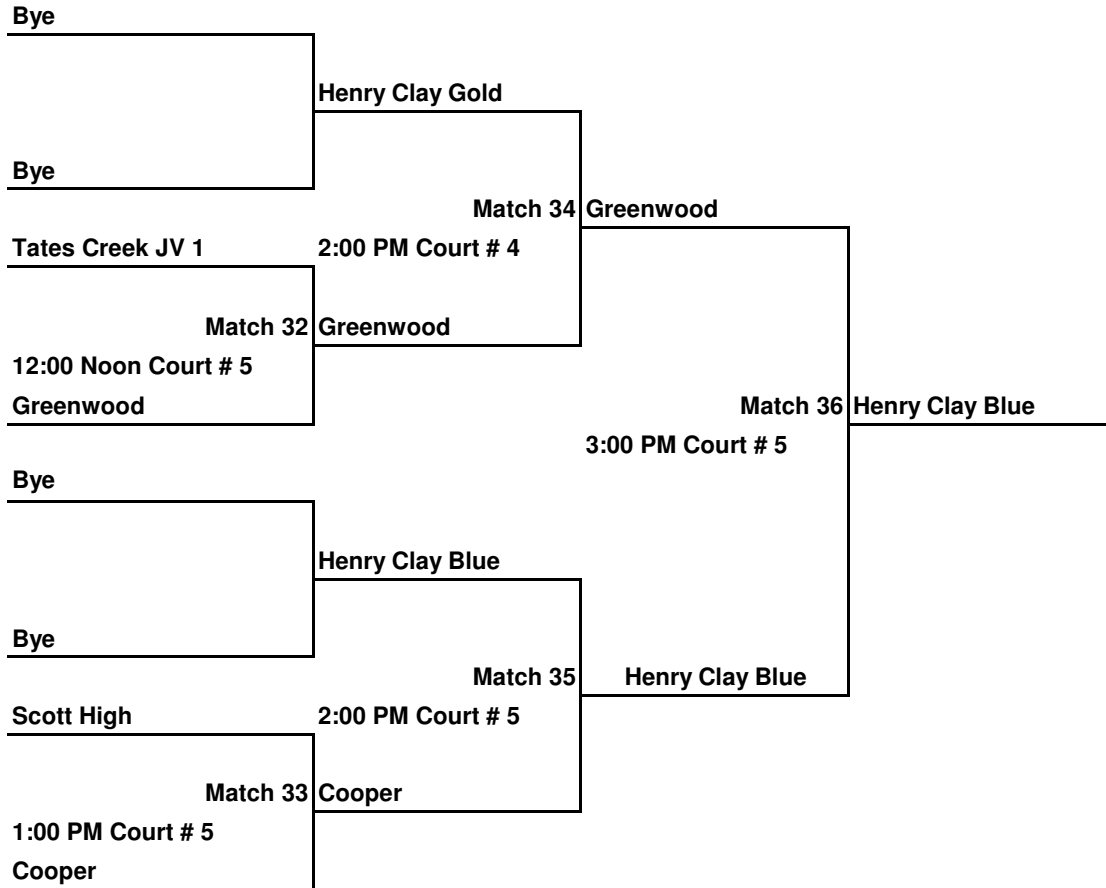 Bye
Henry Clay Gold
Bye
Match 34 Greenwood
Tates Creek JV 1 2:00 PM Court # 4
Match 32 Greenwood
12:00 Noon Court # 5
Greenwood
Match 36 Henry Clay Blue
3:00 PM Court # 5
Bye
Henry Clay Blue
Bye
Match 35 Henry Clay Blue
Scott High 2:00 PM Court # 5
Match 33 Cooper
1:00 PM Court # 5
Cooper